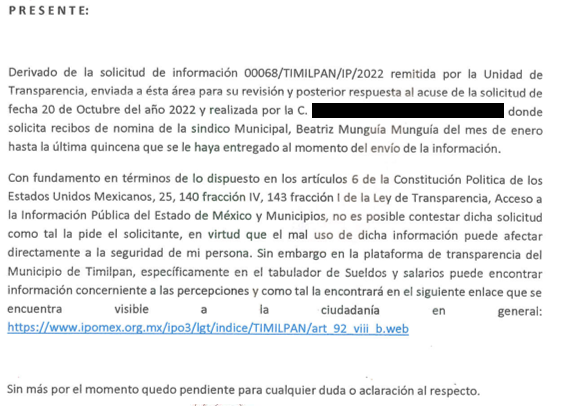 PRESENTE:
Derivado de la solicitud de información 00068/TIMILPAN/IP/2022 remitida por la Unidad de
Transparencia, enviada a ésta área para su revisión y posterior respuesta al acuse de la solicitud de
fecha 20 de Octubre del año 2022 y realizada por la C. donde
solicita recibos de nomina de la sindico Municipal, Beatriz Munguía Munguía del mes de enero
hasta la última quincena que se le haya entregado al momento del envío de la información.
Con fundamento en términos de lo dispuesto en los artículos 6 de la Constitución Politica de los
Estados Unidos Mexicanos, 25, 140 fracción IV, 143 fracción I de la Ley de Transparencia, Acceso a
la Información Pública del Estado de México y Municipios, no es posible contestar dicha solicitud
como tal la pide el solicitante, en virtud que el mal uso de dicha información puede afectar
directamente a la seguridad de mi persona. Sin embargo en la plataforma de transparencia del
Municipio de Timilpan, específicamente en el tabulador de Sueldos y salarios puede encontrar
información concerniente a las percepciones y como tal la encontrará en el siguiente enlace que se
encuentra visible a la ciudadanía en general:
https://www.ipomex.org.mx/ipo3/lgt/indice/TIMILPAN/art_92_viii_b.web
Sin más por el momento quedo pendiente para cualquier duda o aclaración al respecto.